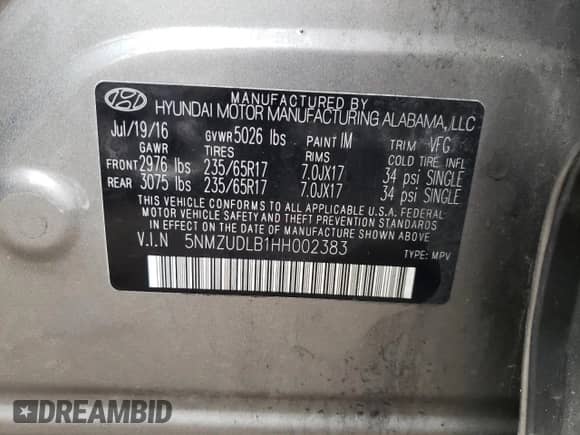 MANUFACTURED BY
HYUNDAI MOTOR MANUFACTURING ALABAMA, LLC
Jul/19/16 GVWR 5026 lbs PAINT IM TRIM VFG
GAWR TIRES RIMS COLD TIRE. INFL
FRONT 2976 lbs 235/65R17 7.0JX17 34 psi SINGLE
REAR 3075 lbs 235/65R17 7.0JX17 34 psi SINGLE
THIS VEHICLE CONFORMS TO ALL APPLICABLE U.S.A. FEDERAL
MOTOR VEHICLE SAFETY AND THEFT PREVENTION STANDARDS
IN EFFECT ON THE DATE OF MANUFACTURE SHOWN ABOVE.
V.I.N 5NMZUDLB1HH002383 TYPE: MPV
DREAMBID